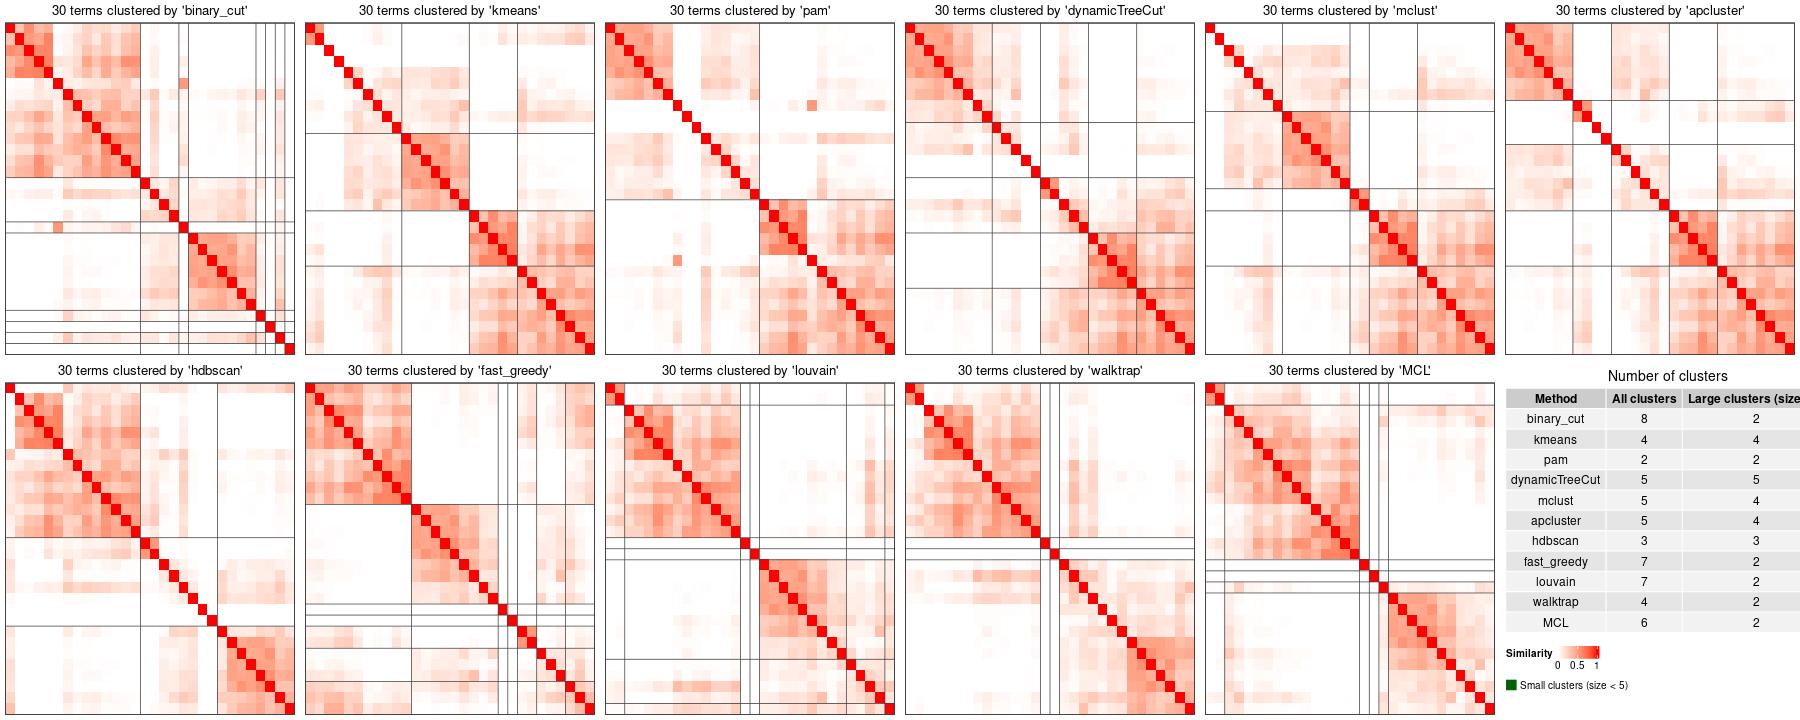 30 terms clustered by 'binary_cut'
30 terms clustered by 'kmeans'
30 terms clustered by 'pam'
30 terms clustered by 'dynamicTreeCut'
30 terms clustered by 'mclust'
30 terms clustered by 'apcluster'
30 terms clustered by 'hdbscan'
30 terms clustered by 'fast_greedy'
30 terms clustered by 'louvain'
30 terms clustered by 'walktrap'
30 terms clustered by 'MCL'
Number of clusters
Method All clusters Large clusters (size
binary_cut 8 2
kmeans 4 4
pam 2 2
dynamicTreeCut 5 5
mclust 5 4
apcluster 5 4
hdbscan 3 3
fast_greedy 7 2
louvain 7 2
walktrap 4 2
MCL 6 2
Similarity
0 0.5 1
Small clusters (size < 5)